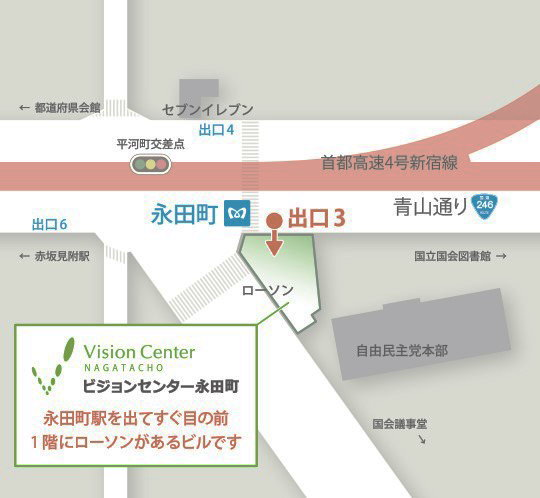 ← 都道府県会館
セブンイレブン
出口4
平河町交差点
首都高速4号新宿線
永田町
出口3
青山通り
国道
246
ROUTE
出口6
← 赤坂見附駅
国立国会図書館 →
ローソン
自由民主党本部
Vision Center
NAGATACHO
ビジョンセンター永田町
永田町駅を出てすぐ目の前
1階にローソンがあるビルです
国会議事堂
↘